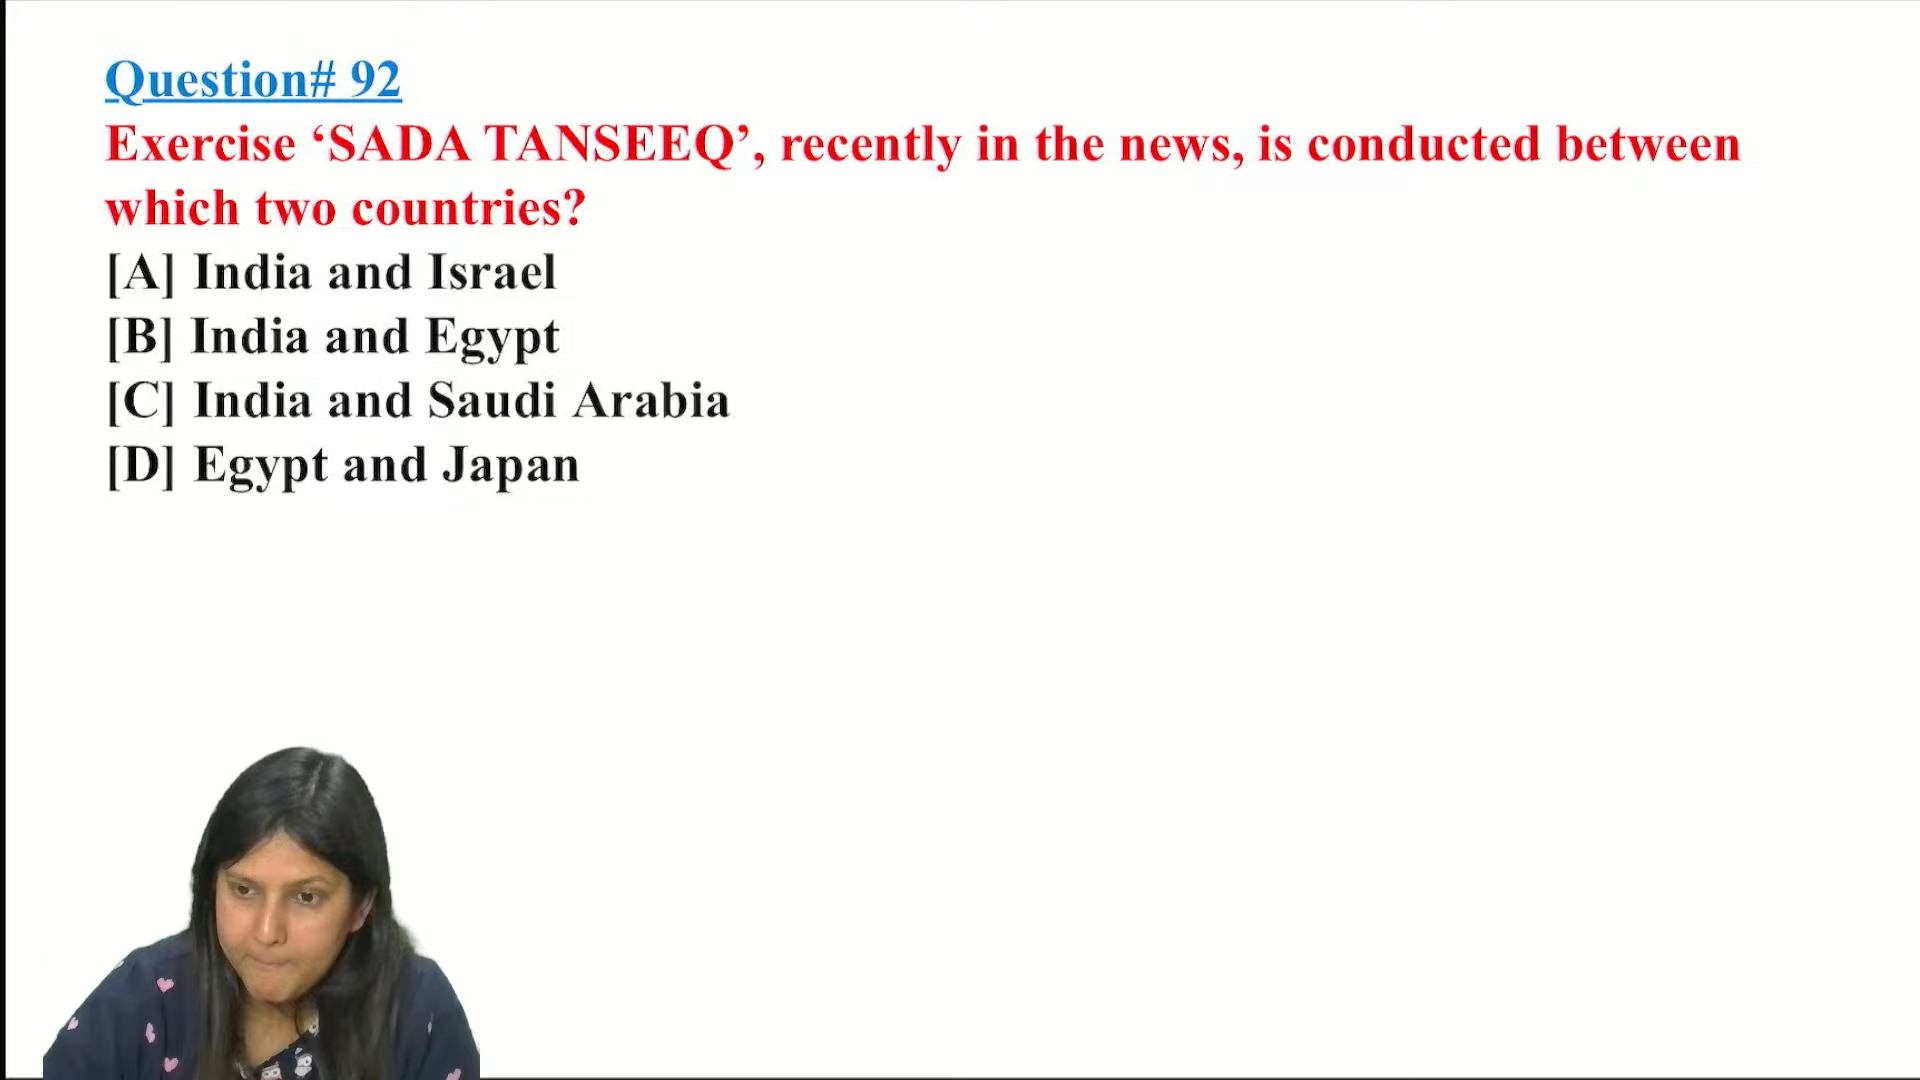 Question# 92
Exercise ‘SADA TANSEEQ’, recently in the news, is conducted between
which two countries?
[A] India and Israel
[B] India and Egypt
[C] India and Saudi Arabia
[D] Egypt and Japan